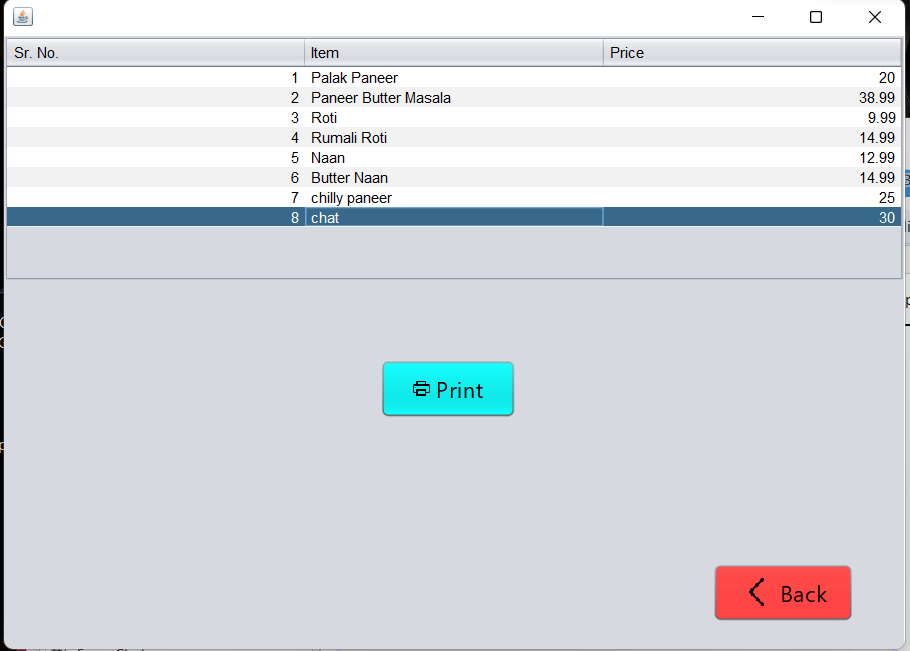 Sr. No. Item Price
1 Palak Paneer 20
2 Paneer Butter Masala 38.99
3 Roti 9.99
4 Rumali Roti 14.99
5 Naan 12.99
6 Butter Naan 14.99
7 chilly paneer 25
8 chat 30
Print
Back